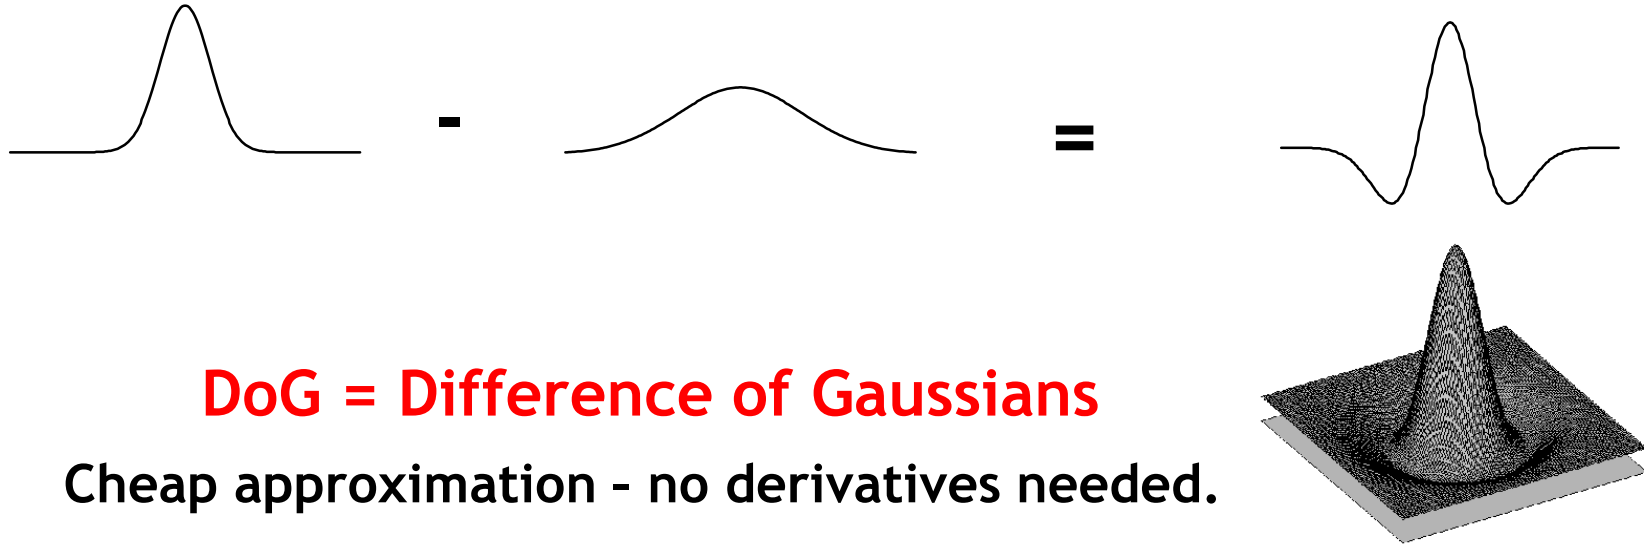 - =
DoG = Difference of Gaussians
Cheap approximation – no derivatives needed.